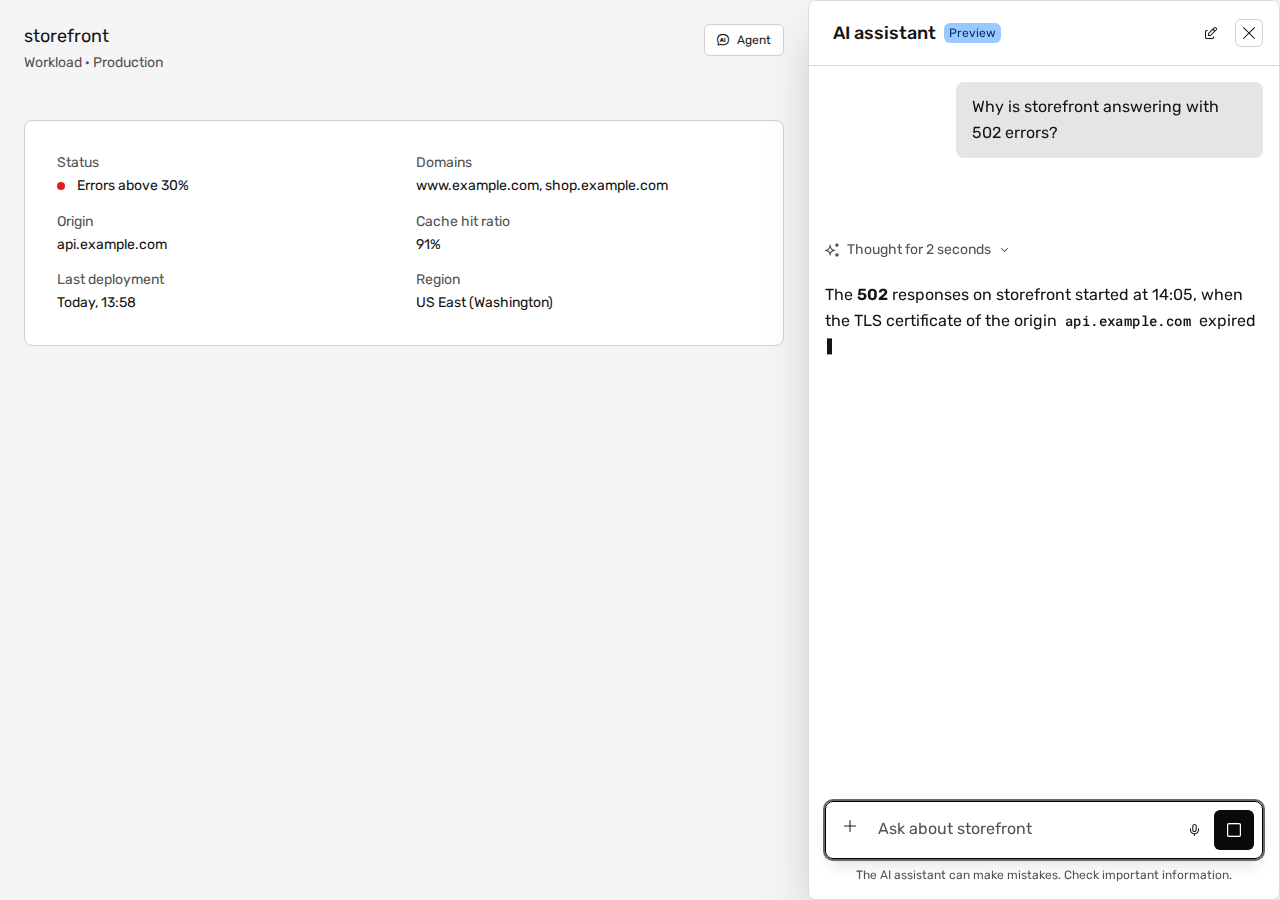 storefront
Workload • Production
Agent
Status
Errors above 30%
Domains
www.example.com, shop.example.com
Origin
api.example.com
Cache hit ratio
91%
Last deployment
Today, 13:58
Region
US East (Washington)
AI assistant
Preview
Why is storefront answering with
502 errors?
Thought for 2 seconds
The 502 responses on storefront started at 14:05, when
the TLS certificate of the origin api.example.com expired
Ask about storefront
The AI assistant can make mistakes. Check important information.